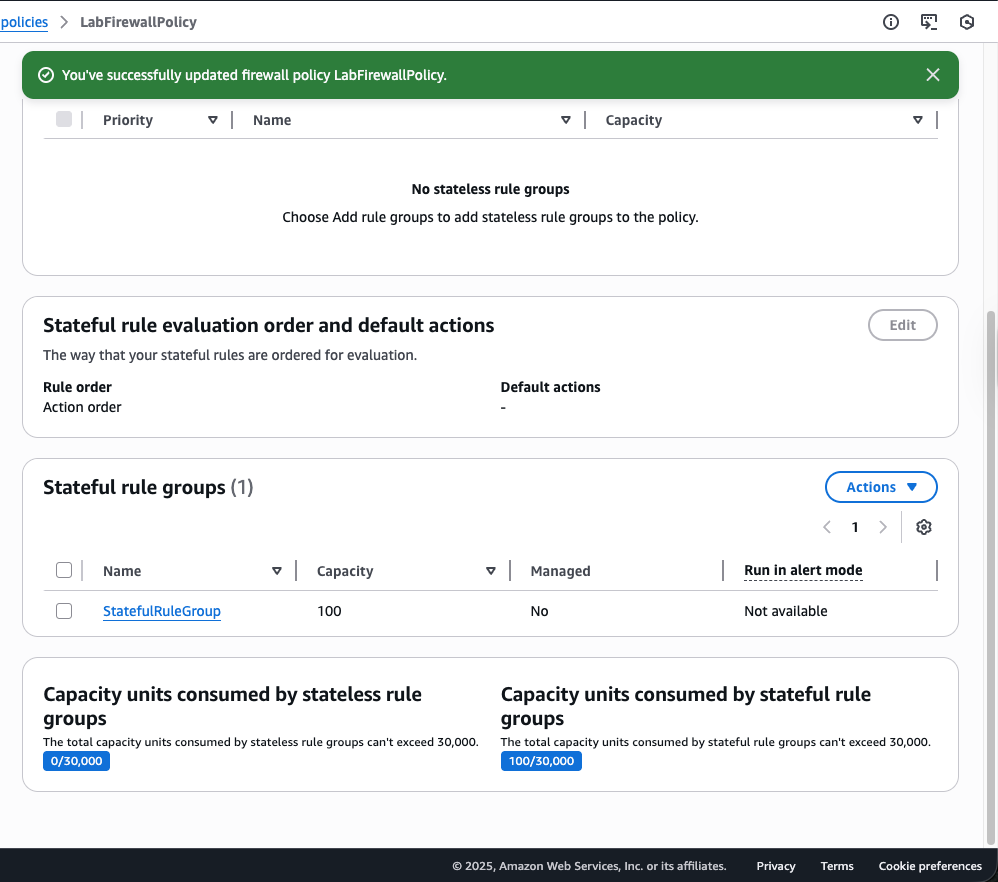 policies > LabFirewallPolicy
You've successfully updated firewall policy LabFirewallPolicy.
Priority Name Capacity
No stateless rule groups
Choose Add rule groups to add stateless rule groups to the policy.
Stateful rule evaluation order and default actions
Edit
The way that your stateful rules are ordered for evaluation.
Rule order
Action order
Default actions
-
Stateful rule groups (1)
Actions
1
Name Capacity Managed Run in alert mode
StatefulRuleGroup 100 No Not available
Capacity units consumed by stateless rule
groups
The total capacity units consumed by stateless rule groups can't exceed 30,000.
0/30,000
Capacity units consumed by stateful rule
groups
The total capacity units consumed by stateful rule groups can't exceed 30,000.
100/30,000
© 2025, Amazon Web Services, Inc. or its affiliates. Privacy Terms Cookie preferences